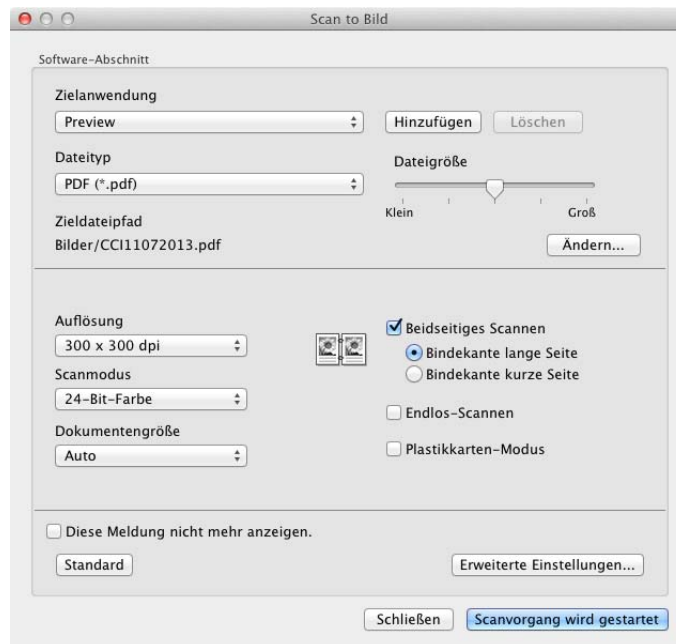 Scan to Bild
Software-Abschnitt
Zielanwendung
Preview
Hinzufügen
Löschen
Dateityp
PDF (*.pdf)
Dateigröße
Klein
Groß
Zieldateipfad
Bilder/CCI11072013.pdf
Ändern...
Auflösung
300 x 300 dpi
Scanmodus
24-Bit-Farbe
Dokumentengröße
Auto
Beidseitiges Scannen
Bindekante lange Seite
Bindekante kurze Seite
Endlos-Scannen
Plastikkarten-Modus
Diese Meldung nicht mehr anzeigen.
Standard
Erweiterte Einstellungen...
Schließen
Scanvorgang wird gestartet